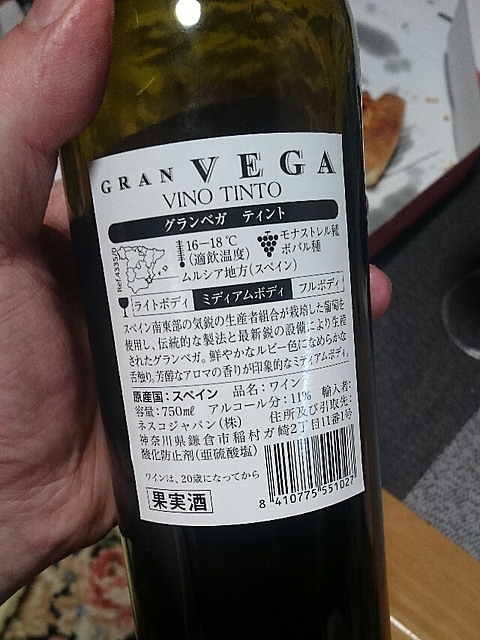 GRAN VEGA
VINO TINTO
グランベガ ティント
16−18℃
(適飲温度)
モナストレル種
ボバル種
ムルシア地方(スペイン)
Ref.43350
ライトボディ ミディアムボディ フルボディ
スペイン南東部の気鋭の生産者組合が栽培した葡萄を
使用し、伝統的な製法と最新鋭の設備により生産
されたグランベガ。鮮やかなルビー色になめらかな
舌触り。芳醇なアロマの香りが印象的なミディアムボディ。
原産国:スペイン 品名:ワイン
容量:750㎖ アルコール分:11% 輸入者:
ネスコジャパン(株) 住所及び引取先:
神奈川県鎌倉市稲村ガ崎2丁目11番1号
酸化防止剤(亜硫酸塩)
ワインは、20歳になってから
果実酒
8 410775 551027